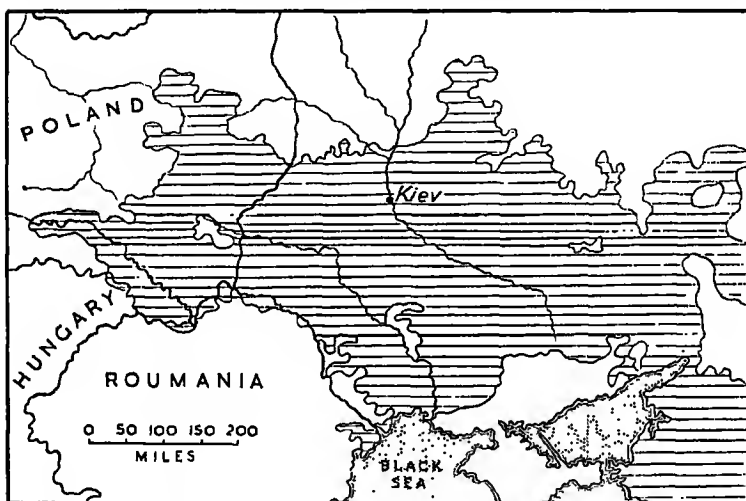 POLAND
Kiev
HUNGARY
ROUMANIA
0 50 100 150 200
MILES
BLACK
SEA